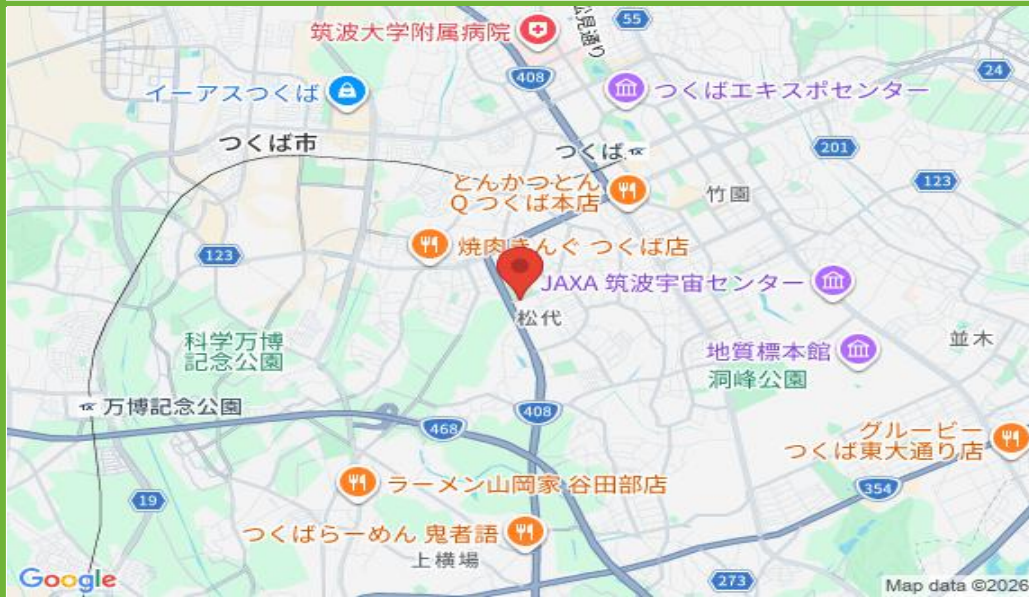 筑波大学附属病院
松見通り
55
408
24
イーアスつくば
つくばエキスポセンター
つくば市
つくば
201
とんかつとん
Q つくば本店
竹園
123
焼肉きんぐ つくば店
123
JAXA 筑波宇宙センター
松代
科学万博
記念公園
地質標本館
洞峰公園
並木
万博記念公園
408
468
グルービー
つくば東大通り店
ラーメン山岡家 谷田部店
19
354
つくばらーめん 鬼者語
上横場
273
Google
Map data ©2026